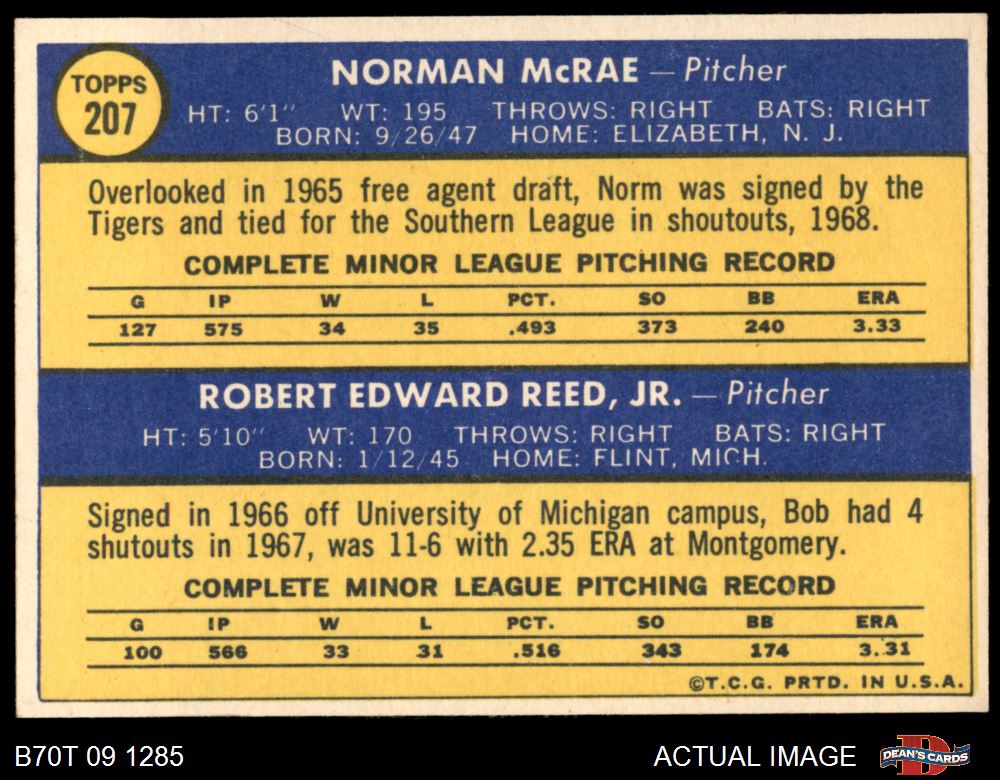 TOPPS
207
NORMAN McRAE — Pitcher
HT: 6'1" WT: 195 THROWS: RIGHT BATS: RIGHT
BORN: 9/26/47 HOME: ELIZABETH, N. J.
Overlooked in 1965 free agent draft, Norm was signed by the
Tigers and tied for the Southern League in shoutouts, 1968.
COMPLETE MINOR LEAGUE PITCHING RECORD
G IP W L PCT. SO BB ERA
127 575 34 35 .493 373 240 3.33
ROBERT EDWARD REED, JR. — Pitcher
HT: 5'10" WT: 170 THROWS: RIGHT BATS: RIGHT
BORN: 1/12/45 HOME: FLINT, MICH.
Signed in 1966 off University of Michigan campus, Bob had 4
shutouts in 1967, was 11-6 with 2.35 ERA at Montgomery.
COMPLETE MINOR LEAGUE PITCHING RECORD
G IP W L PCT. SO BB ERA
100 566 33 31 .516 343 174 3.31
©T.C.G. PRTD. IN U.S.A.
B70T 09 1285
ACTUAL IMAGE
D
DEAN'S CARDS